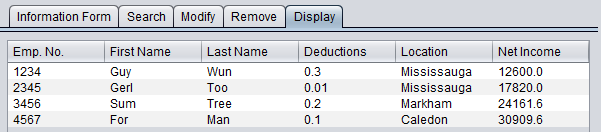 Information Form Search Modify Remove Display
Emp. No. First Name Last Name Deductions Location Net Income
1234 Guy Wun 0.3 Mississauga 12600.0
2345 Gerl Too 0.01 Mississauga 17820.0
3456 Sum Tree 0.2 Markham 24161.6
4567 For Man 0.1 Caledon 30909.6